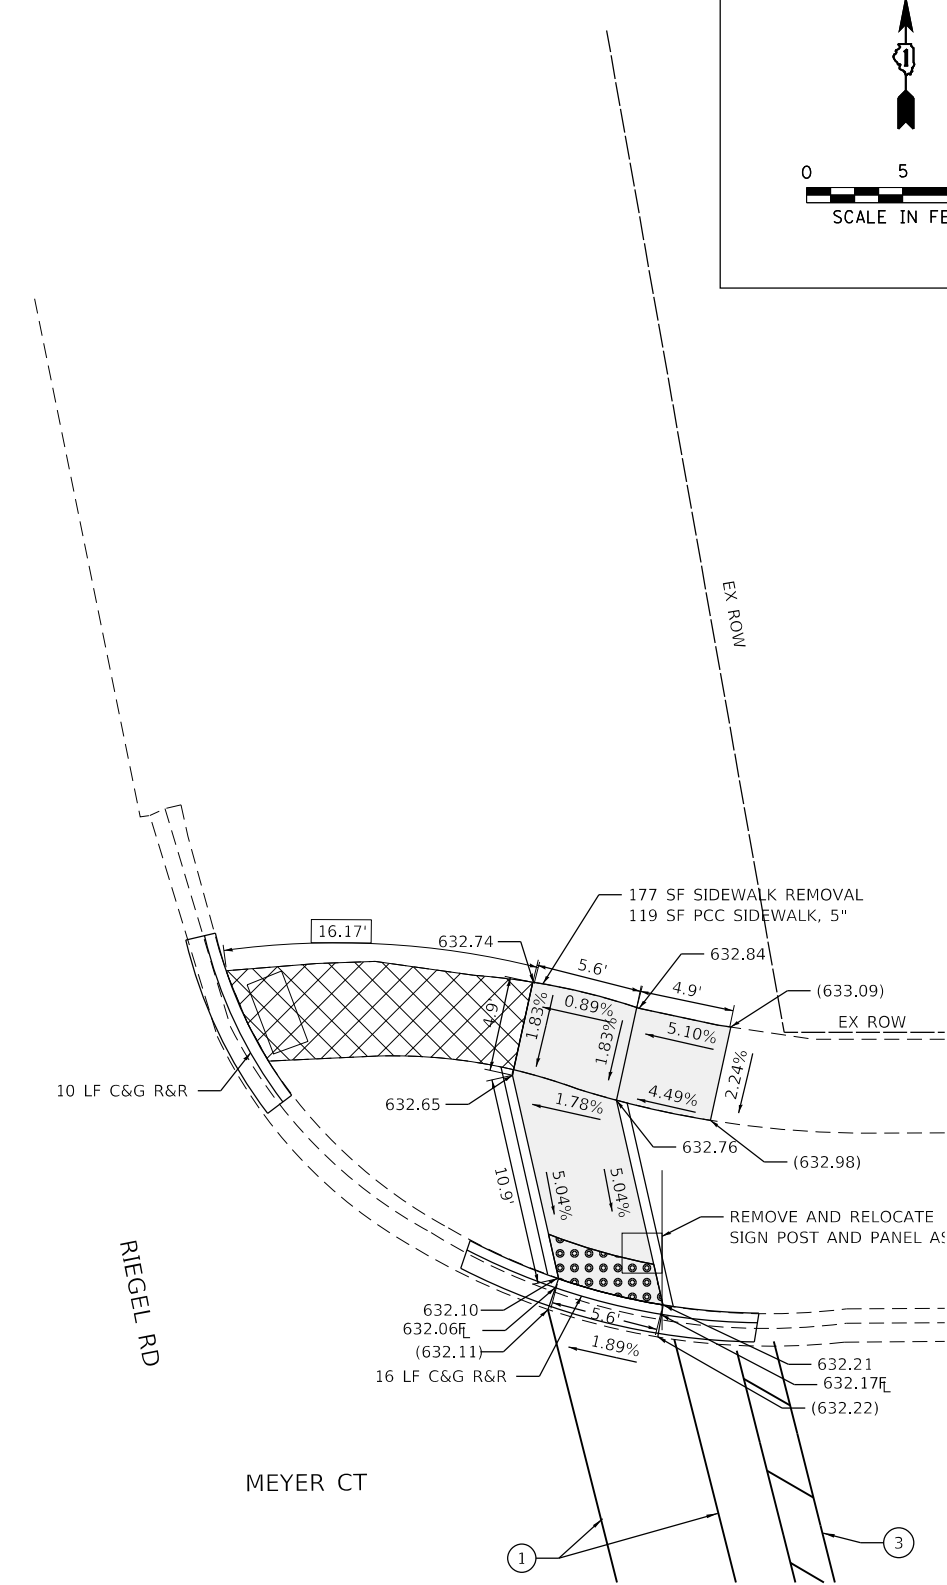 0 5
SCALE IN FE
EX ROW
177 SF SIDEWALK REMOVAL
119 SF PCC SIDEWALK, 5"
16.17'
632.74
632.84
5.6'
4.9'
(633.09)
0.89%
EX ROW
4.9'
1.83%
1.83%
5.10%
2.24%
10 LF C&G R&R
632.65
1.78%
4.49%
632.76
(632.98)
10.9'
5.04%
5.04%
REMOVE AND RELOCATE
SIGN POST AND PANEL AS
RIEGEL RD
632.10
632.06FL
(632.11)
5.6'
1.89%
16 LF C&G R&R
632.21
632.17FL
(632.22)
MEYER CT
1
3